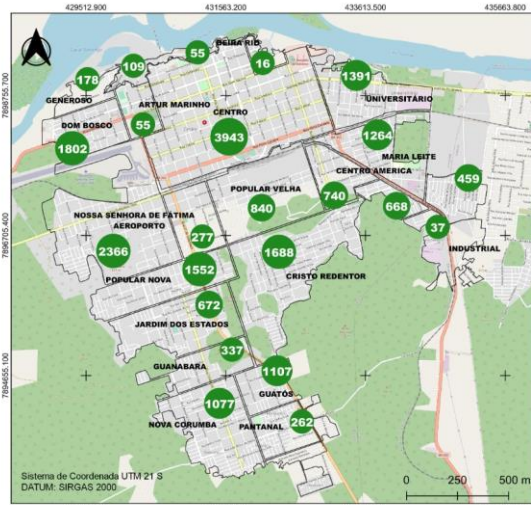 429512.900 431563.200 433613.500 435663.800
7898755.700
7896705.400
7894655.100
BEIRA RIO
55
16
109
178
1391
GENEROSO
ARTUR MARINHO
UNIVERSITÁRIO
DOM BOSCO
55
CENTRO
1802
3943
1264
MARIA LEITE
CENTRO AMERICA
459
POPULAR VELHA
740
668
NOSSA SENHORA DE FÁTIMA
840
AEROPORTO
277
37
2366
1688
INDUSTRIAL
1552
POPULAR NOVA
CRISTO REDENTOR
672
JARDIM DOS ESTADOS
337
GUANABARA
1107
GUATÓS
1077
NOVA CORUMBA
PANTANAL
262
Sistema de Coordenada UTM 21 S
DATUM: SIRGAS 2000
0 250 500 m